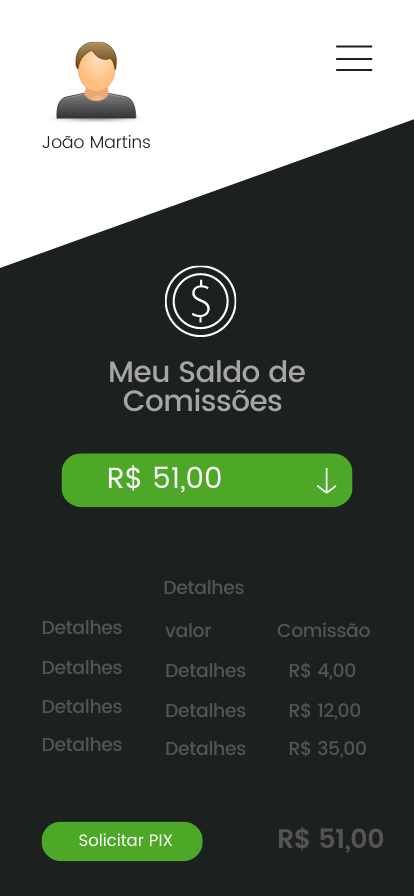 João Martins
$
Meu Saldo de
Comissões
R$ 51,00
Detalhes
Detalhes valor Comissão
Detalhes Detalhes R$ 4,00
Detalhes Detalhes R$ 12,00
Detalhes Detalhes R$ 35,00
Solicitar PIX R$ 51,00